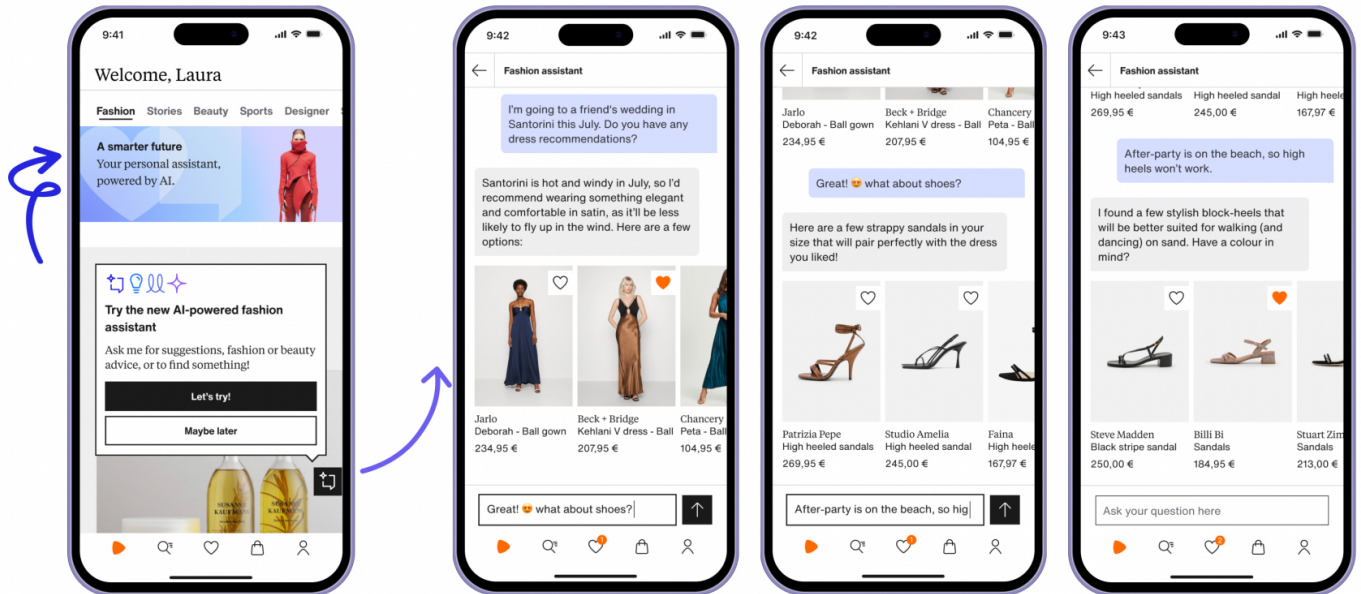 9:41
Welcome, Laura
Fashion Stories Beauty Sports Designer
A smarter future
Your personal assistant,
powered by AI.
Try the new AI-powered fashion
assistant
Ask me for suggestions, fashion or beauty
advice, or to find something!
Let's try!
Maybe later
9:42
Fashion assistant
I'm going to a friend's wedding in
Santorini this July. Do you have any
dress recommendations?
Santorini is hot and windy in July, so I'd
recommend wearing something elegant
and comfortable in satin, as it'll be less
likely to fly up in the wind. Here are a few
options:
Jarlo Beck + Bridge Chancery
Deborah - Ball gown Kehlani V dress - Ball Peta - Ball
234,95 € 207,95 € 104,95 €
Great! 😍 what about shoes?
1
9:42
Fashion assistant
Jarlo Beck + Bridge Chancery
Deborah - Ball gown Kehlani V dress - Ball Peta - Ball
234,95 € 207,95 € 104,95 €
Great! 😍 what about shoes?
Here are a few strappy sandals in your
size that will pair perfectly with the dress
you liked!
Patrizia Pepe Studio Amelia Faina
High heeled sandals High heeled sandal High heele
269,95 € 245,00 € 167,97 €
After-party is on the beach, so hig
1
9:43
Fashion assistant
High heeled sandals High heeled sandal High heele
269,95 € 245,00 € 167,97 €
After-party is on the beach, so high
heels won't work.
I found a few stylish block-heels that
will be better suited for walking (and
dancing) on sand. Have a colour in
mind?
Steve Madden Billi Bi Stuart Zim
Black stripe sandal Sandals Sandals
250,00 € 184,95 € 213,00 €
Ask your question here
2